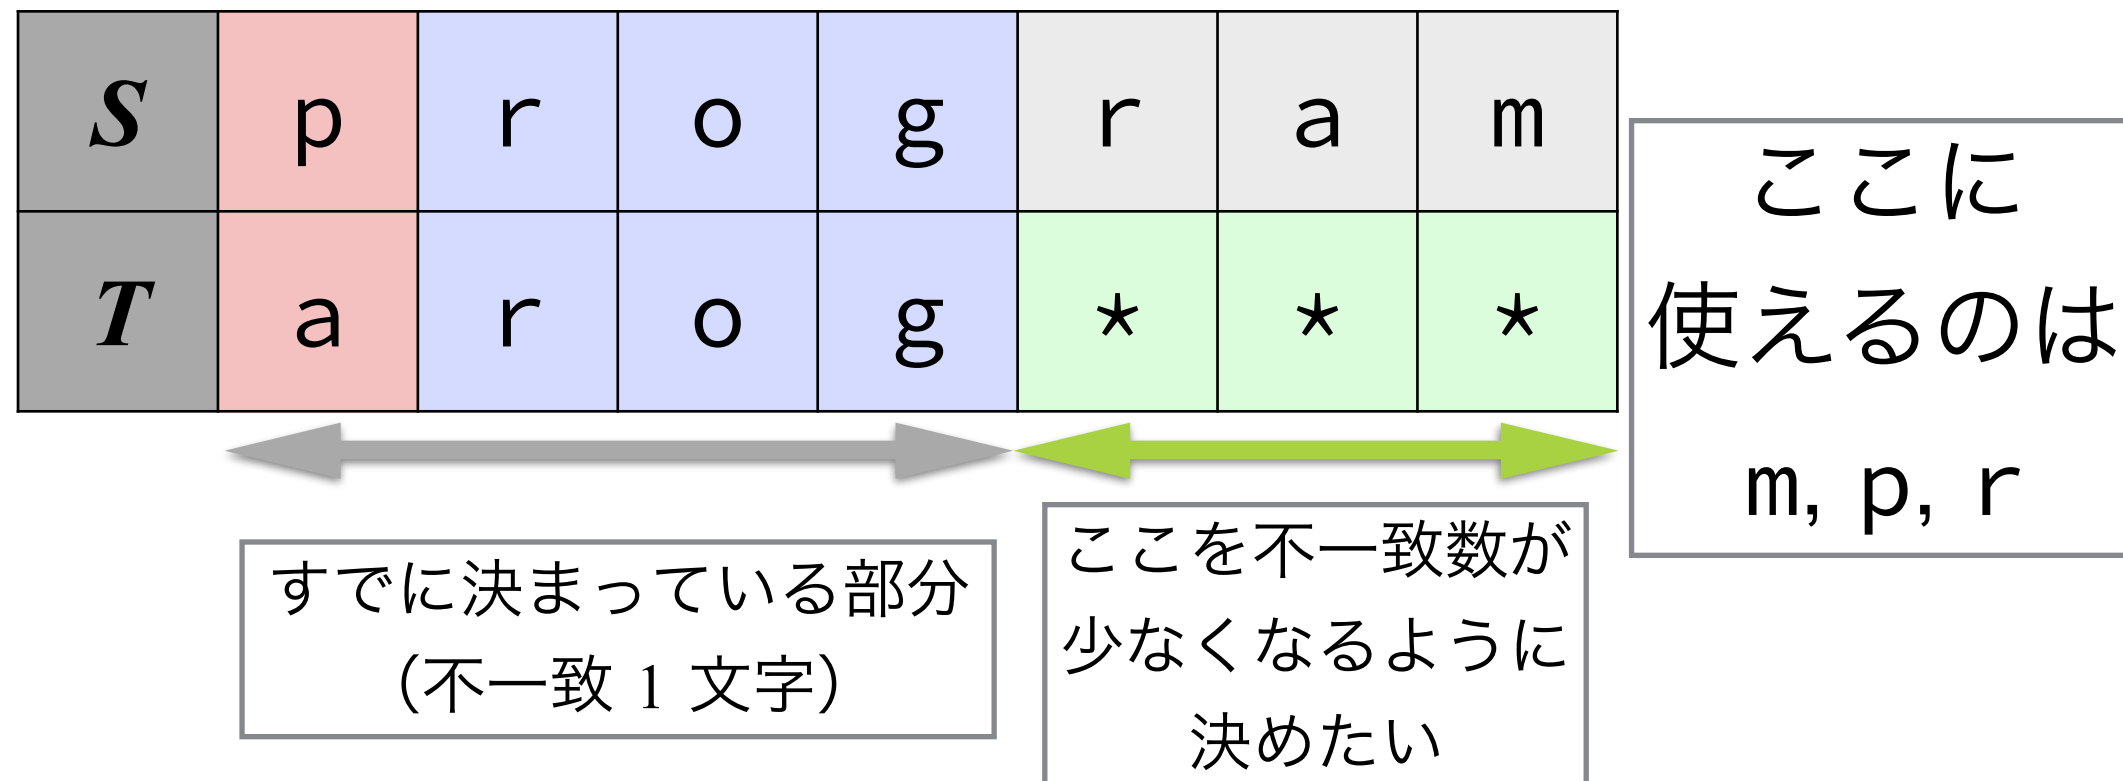 S p r o g r a m
T a r o g * * *
ここに
使えるのは
m, p, r
すでに決まっている部分
（不一致 1 文字）
ここを不一致数が
少なくなるように
決めたい